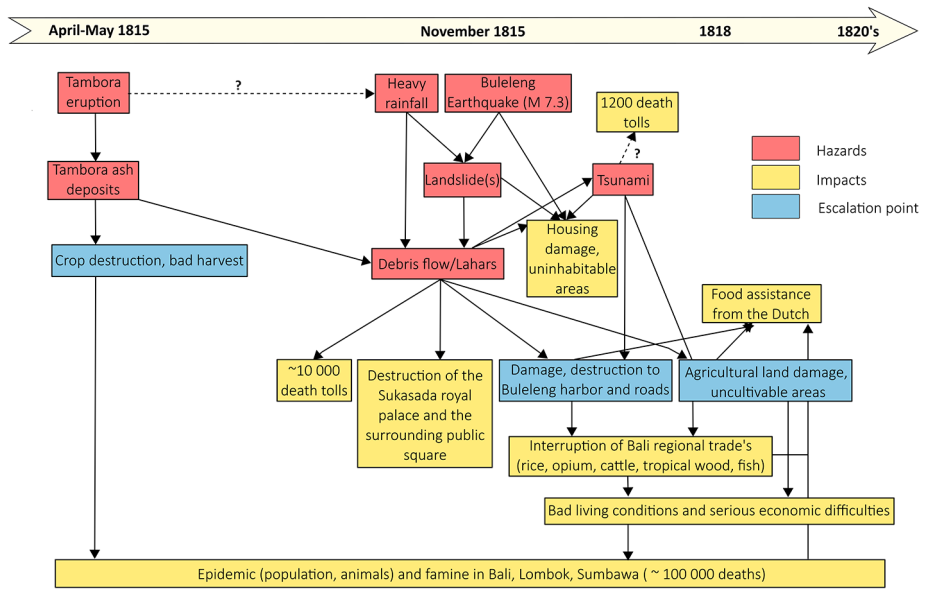 April-May 1815
November 1815
1818
1820's
Tambora
eruption
?
Heavy
rainfall
Buleleng
Earthquake (M 7.3)
1200 death
tolls
?
Hazards
Impacts
Escalation point
Tambora ash
deposits
Landslide(s)
Tsunami
Housing
damage,
uninhabitable
areas
Crop destruction, bad harvest
Debris flow/Lahars
Food assistance
from the Dutch
~10 000
death tolls
Destruction of the
Sukasada royal
palace and the
surrounding public
square
Damage, destruction to
Buleleng harbor and roads
Agricultural land damage,
uncultivable areas
Interruption of Bali regional trade's
(rice, opium, cattle, tropical wood, fish)
Bad living conditions and serious economic difficulties
Epidemic (population, animals) and famine in Bali, Lombok, Sumbawa ( ~ 100 000 deaths)